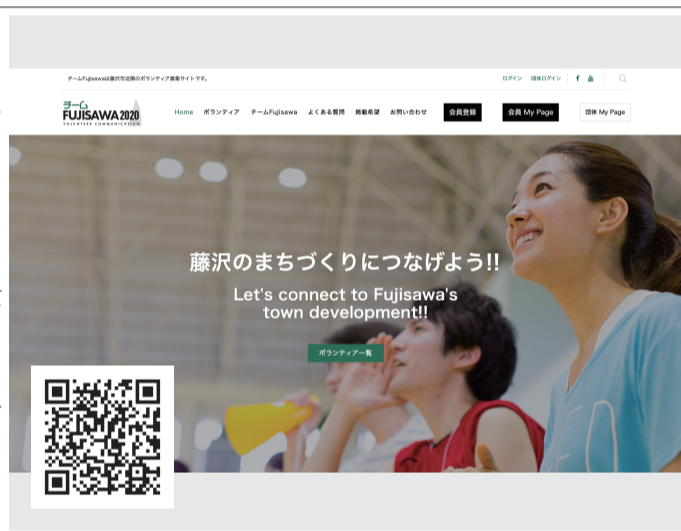 チームFujisawaは藤沢市近隣のボランティア募集サイトです。
ログイン 団体ログイン
チーム
FUJISAWA2020
VOLUNTEER COMMUNICATION
Home ボランティア チームFujisawa よくある質問 掲載希望 お問い合わせ 会員登録 会員 My Page 団体 My Page
藤沢のまちづくりにつなげよう!!
Let's connect to Fujisawa's
town development!!
ボランティア一覧